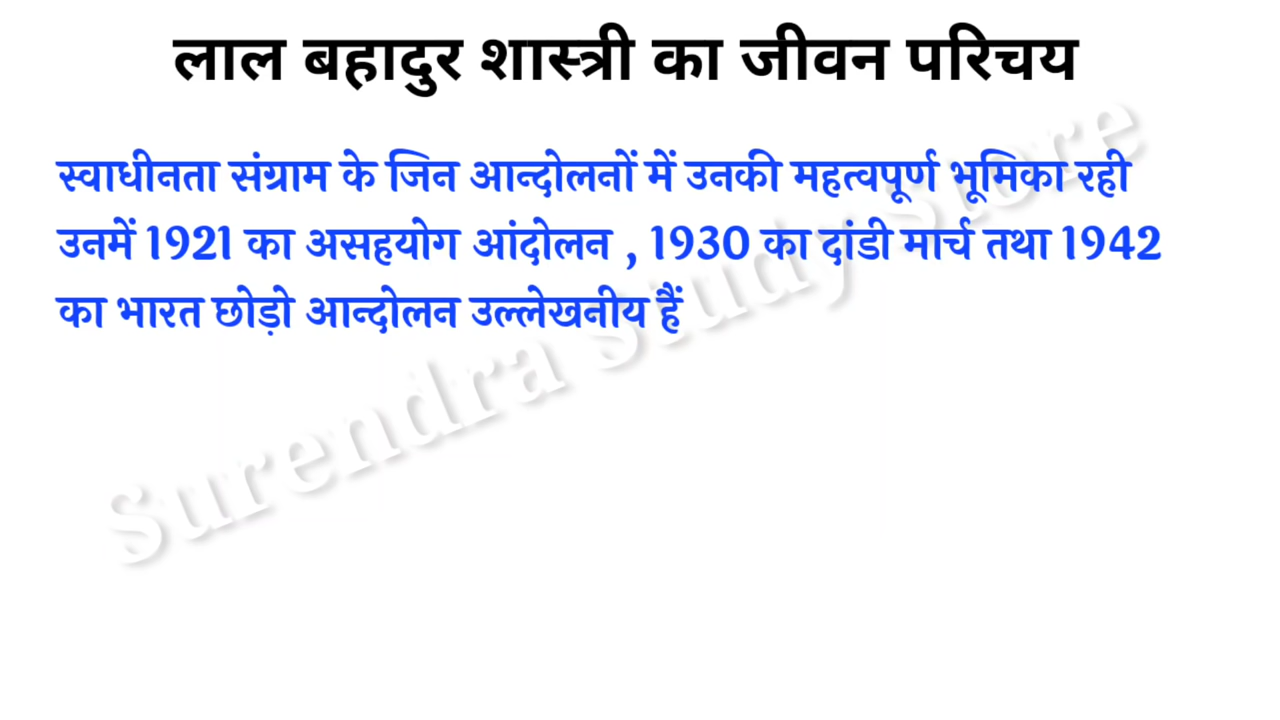 लाल बहादुर शास्त्री का जीवन परिचय
स्वाधीनता संग्राम के जिन आन्दोलनों में उनकी महत्वपूर्ण भूमिका रही
उनमें 1921 का असहयोग आंदोलन , 1930 का दांडी मार्च तथा 1942
का भारत छोड़ो आन्दोलन उल्लेखनीय हैं
Surendra Study Store